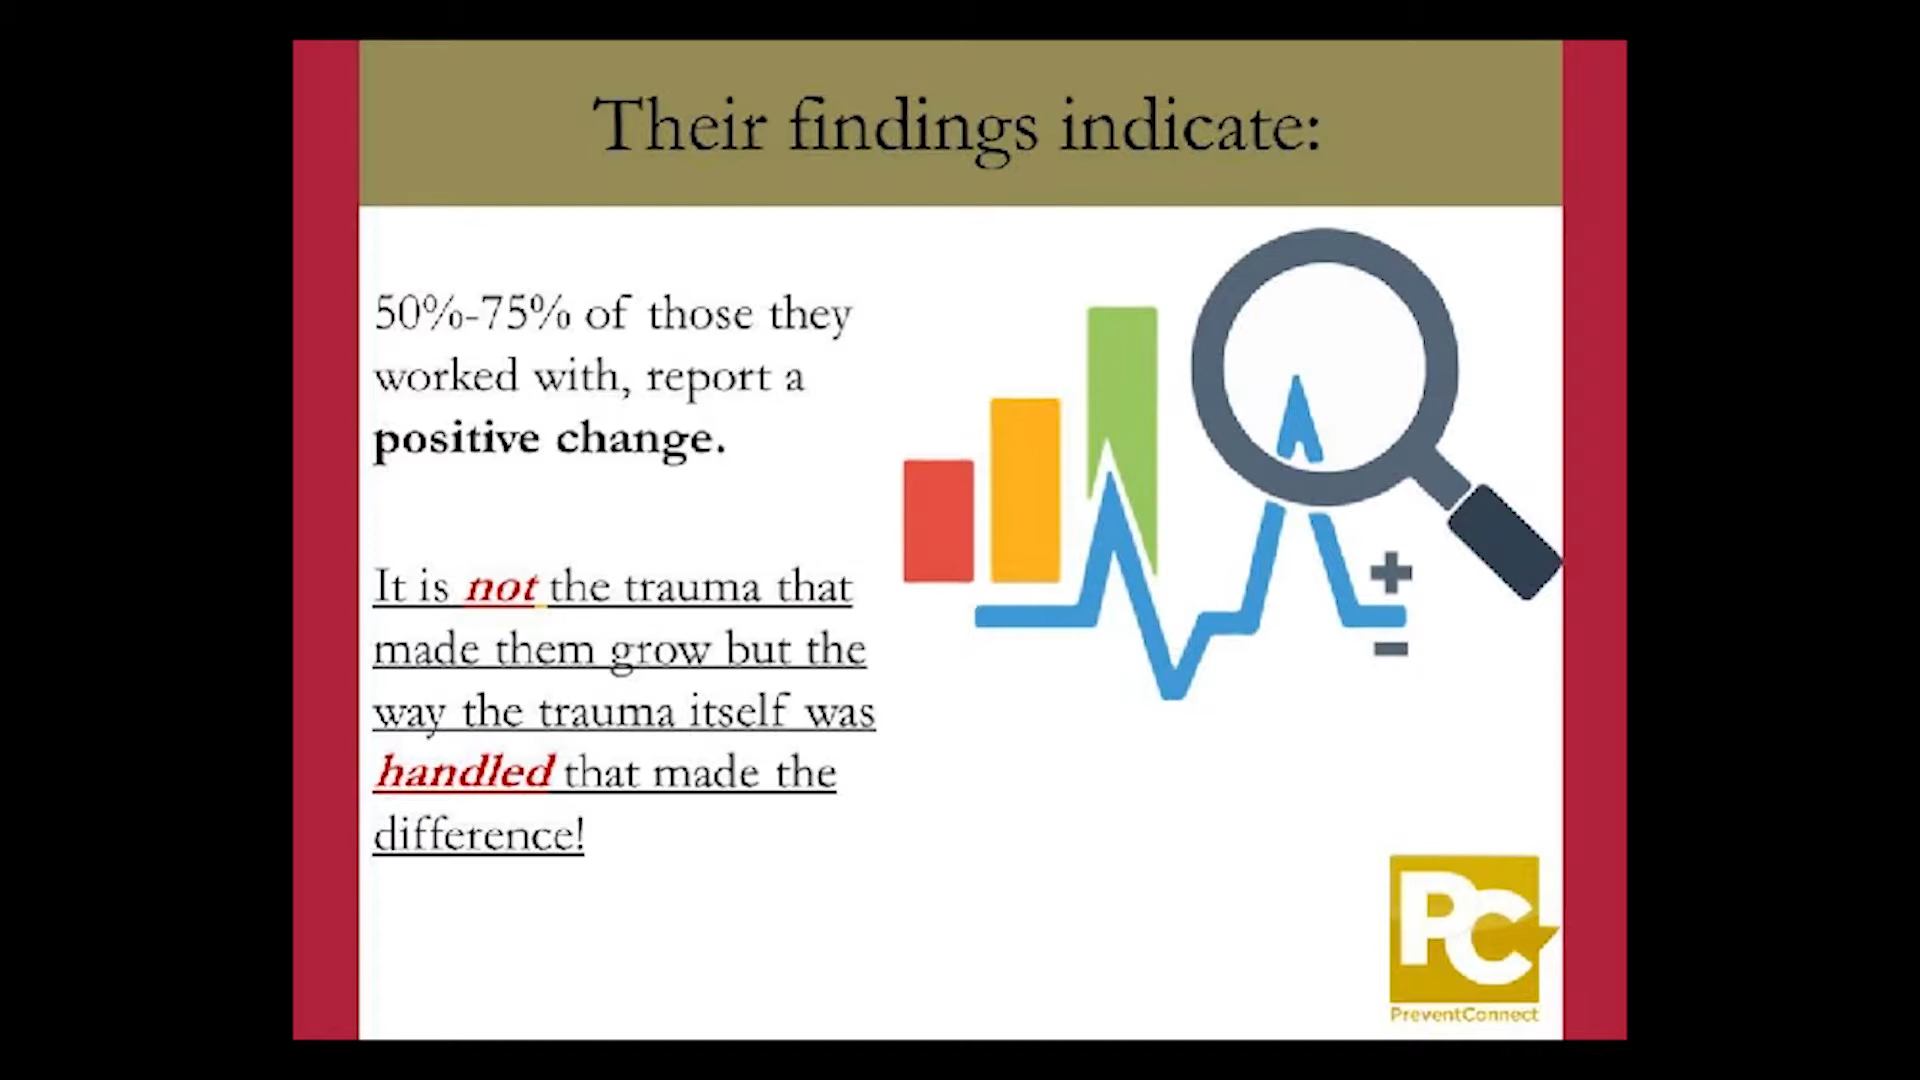 Their findings indicate:
50%-75% of those they
worked with, report a
positive change.
It is not the trauma that
made them grow but the
way the trauma itself was
handled that made the
difference!
PC
PreventConnect